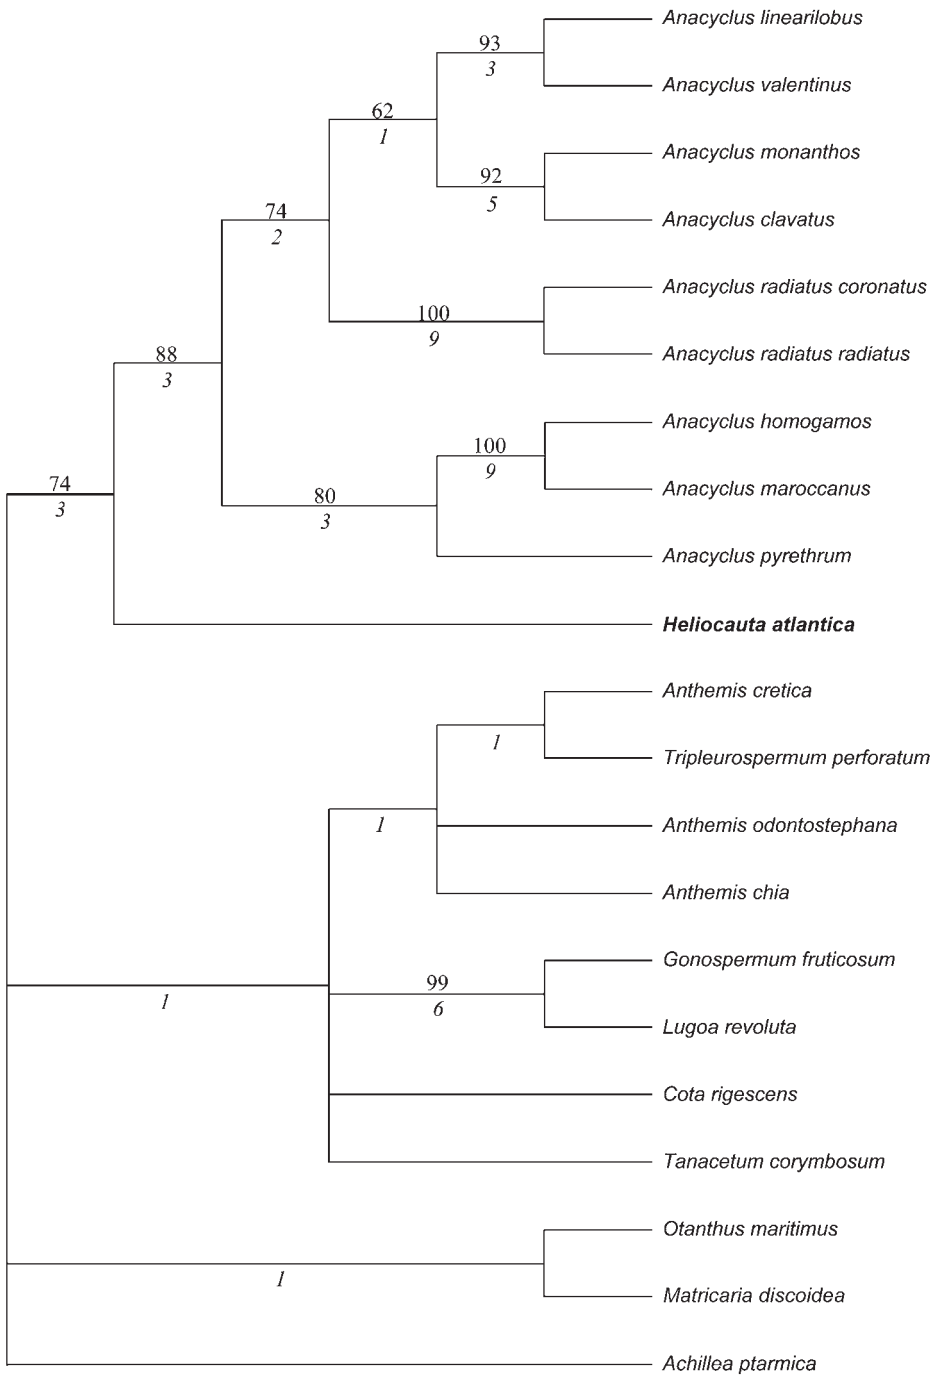 Anacyclus linearilobus
93
3
Anacyclus valentinus
62
1
Anacyclus monanthos
92
5
Anacyclus clavatus
74
2
Anacyclus radiatus coronatus
100
9
Anacyclus radiatus radiatus
88
3
Anacyclus homogamos
100
9
Anacyclus maroccanus
74
3
80
3
Anacyclus pyrethrum
Heliocauta atlantica
Anthemis cretica
1
Tripleurospermum perforatum
1
Anthemis odontostephana
Anthemis chia
Gonospermum fruticosum
99
6
1
Lugoa revoluta
Cota rigescens
Tanacetum corymbosum
Otanthus maritimus
1
Matricaria discoidea
Achillea ptarmica